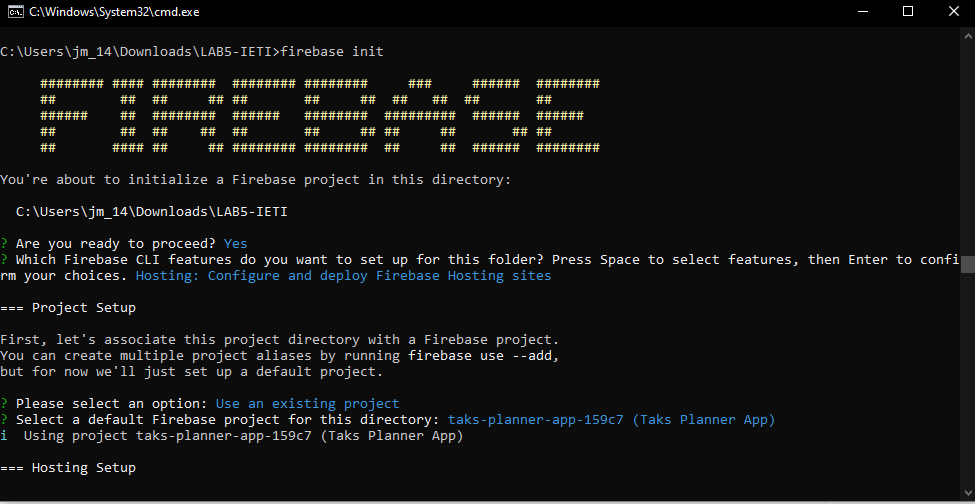 C:\Windows\System32\cmd.exe
C:\Users\jm_14\Downloads\LAB5-IETI>firebase init
FIREBASE
You're about to initialize a Firebase project in this directory:
C:\Users\jm_14\Downloads\LAB5-IETI
? Are you ready to proceed? Yes
? Which Firebase CLI features do you want to set up for this folder? Press Space to select features, then Enter to confi
rm your choices. Hosting: Configure and deploy Firebase Hosting sites
=== Project Setup
First, let's associate this project directory with a Firebase project.
You can create multiple project aliases by running firebase use --add,
but for now we'll just set up a default project.
? Please select an option: Use an existing project
? Select a default Firebase project for this directory: taks-planner-app-159c7 (Taks Planner App)
i  Using project taks-planner-app-159c7 (Taks Planner App)
=== Hosting Setup